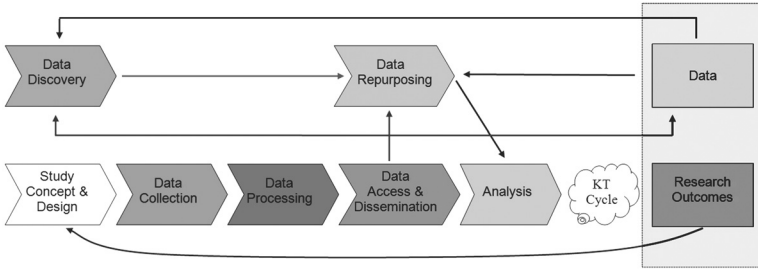 Data
Discovery
Data
Repurposing
Data
Study
Concept &
Design
Data
Collection
Data
Processing
Data
Access &
Dissemination
Analysis
KT
Cycle
Research
Outcomes